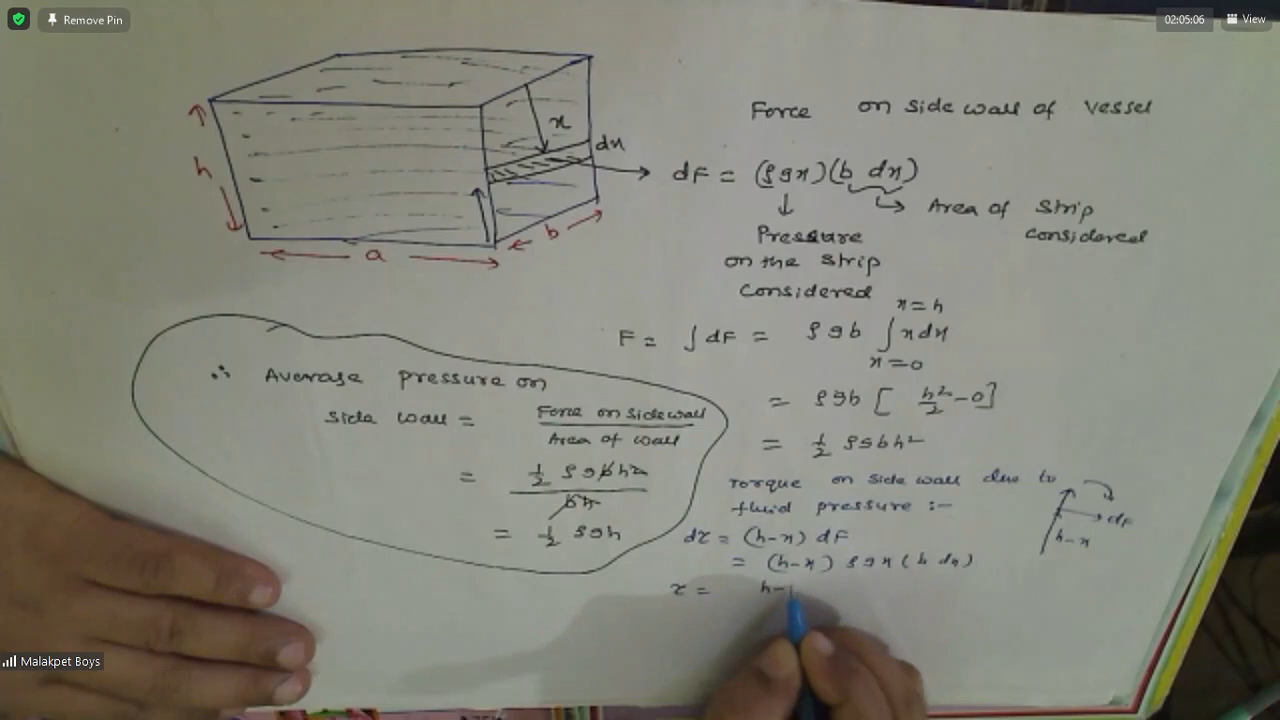 Remove Pin
02:05:06
View
Force on side wall of vessel
h
x
dx
a
b
dF = (ρgx)(b dx)
Area of strip
considered
Pressure
on the strip
considered
x=h
F = ∫dF = ρgb ∫ x dx
x=0
= ρgb [ h²/2 - 0 ]
= 1/2 ρgbh²
∴ Average pressure on
side wall = Force on sidewall
Area of wall
= 1/2 ρgbh²
bh
= 1/2 ρgh
Torque on side wall due to
fluid pressure :-
dF
h-x
dτ = (h-x) dF
= (h-x) ρgx (b dx)
τ = h-
Malakpet Boys